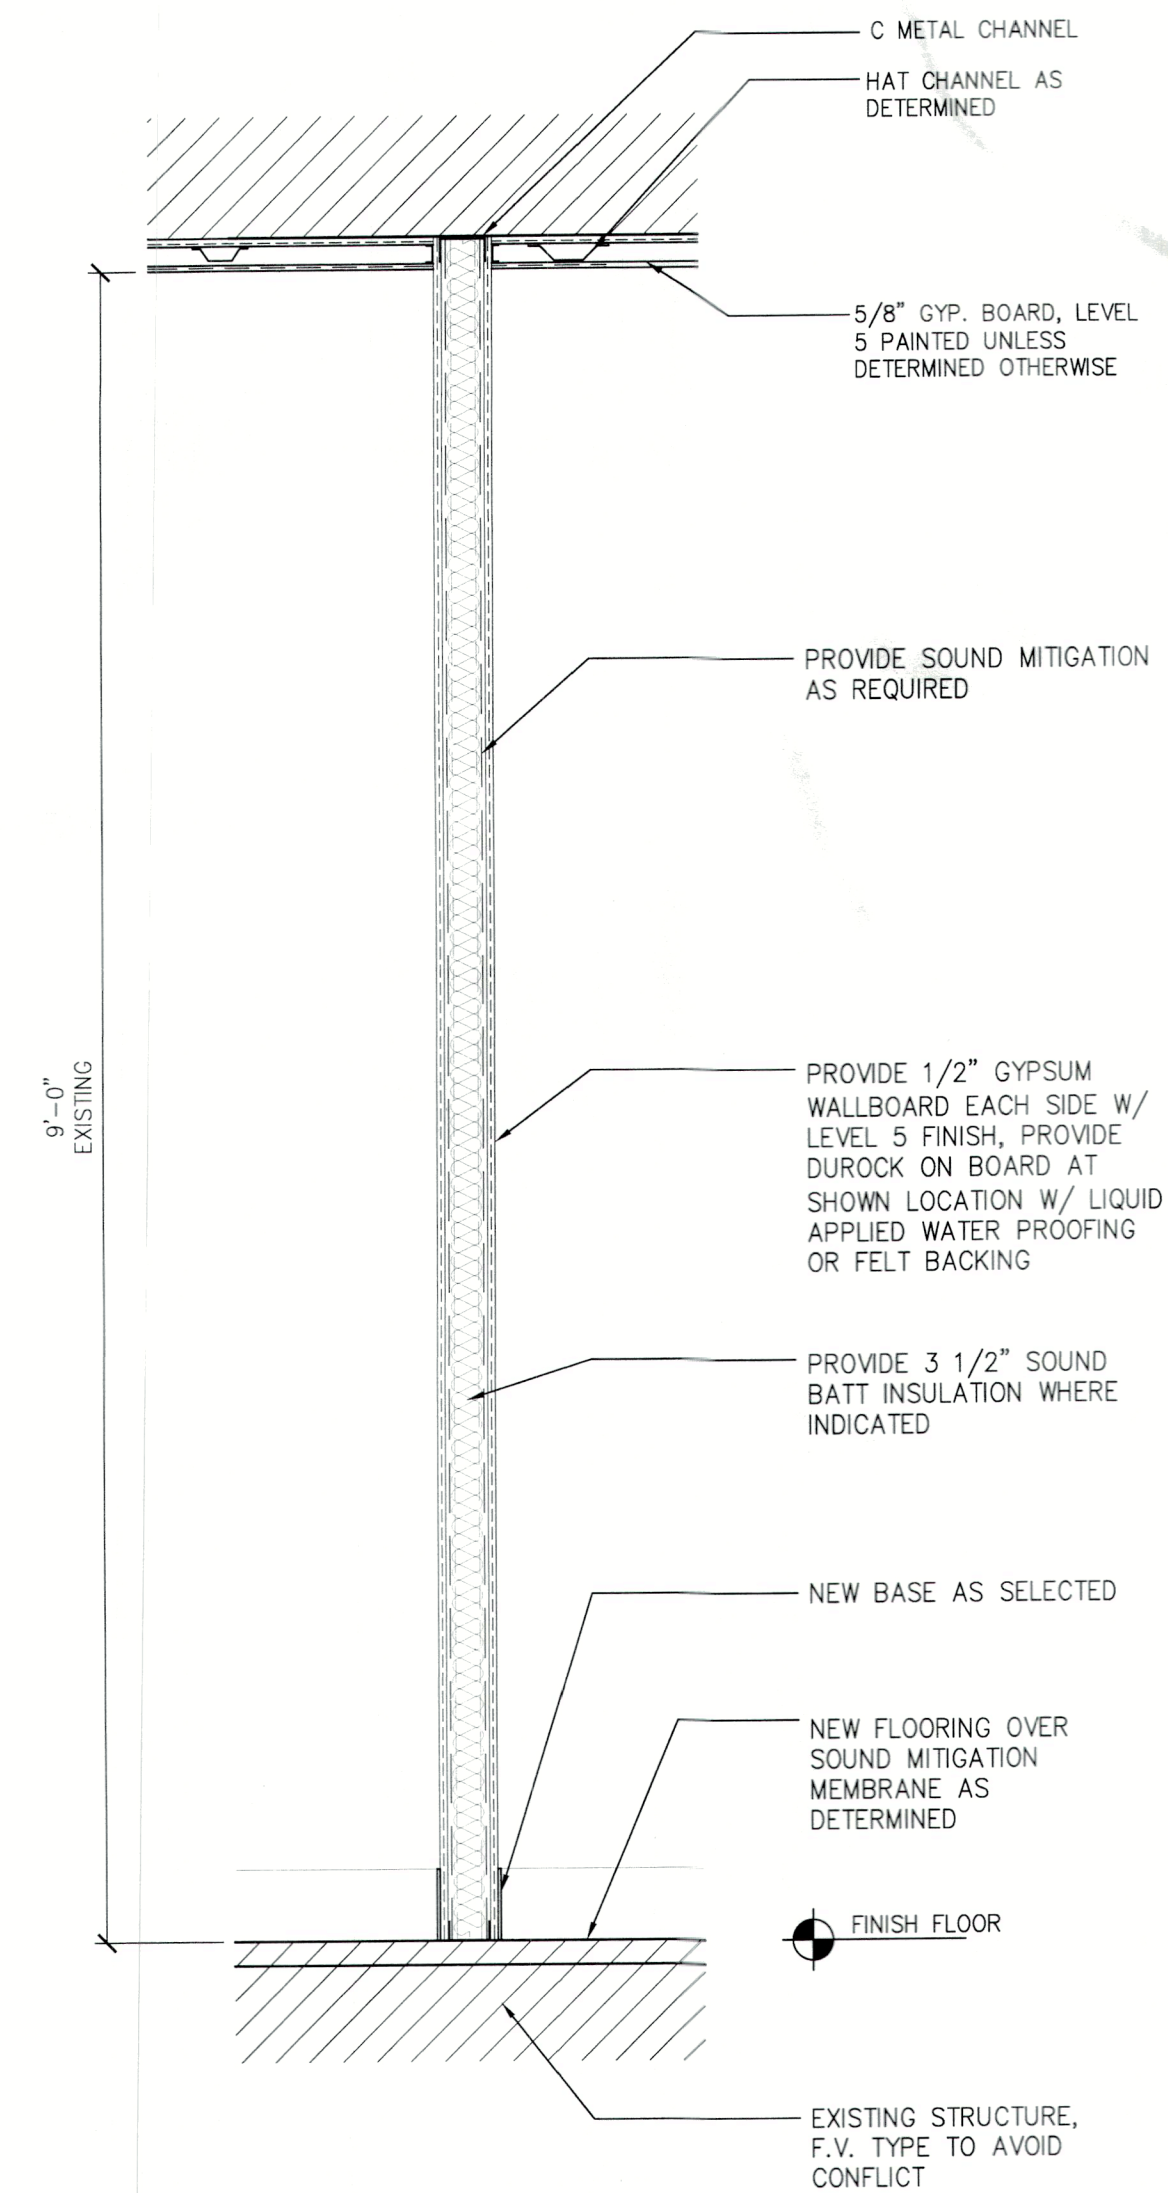 C METAL CHANNEL
HAT CHANNEL AS
DETERMINED
5/8" GYP. BOARD, LEVEL
5 PAINTED UNLESS
DETERMINED OTHERWISE
PROVIDE SOUND MITIGATION
AS REQUIRED
9'-0"
EXISTING
PROVIDE 1/2" GYPSUM
WALLBOARD EACH SIDE W/
LEVEL 5 FINISH, PROVIDE
DUROCK ON BOARD AT
SHOWN LOCATION W/ LIQUID
APPLIED WATER PROOFING
OR FELT BACKING
PROVIDE 3 1/2" SOUND
BATT INSULATION WHERE
INDICATED
NEW BASE AS SELECTED
NEW FLOORING OVER
SOUND MITIGATION
MEMBRANE AS
DETERMINED
FINISH FLOOR
EXISTING STRUCTURE,
F.V. TYPE TO AVOID
CONFLICT